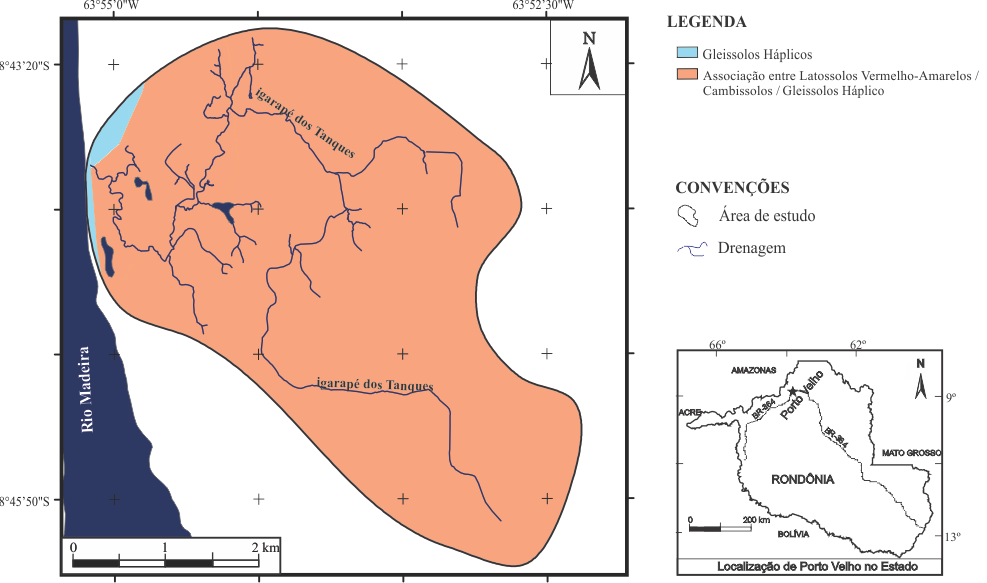 63°55'0"W
63°52'30"W
8°43'20"S
8°45'50"S
N
igarapé dos Tanques
igarapé dos Tanques
Rio Madeira
0 1 2 km
LEGENDA
Gleissolos Háplicos
Associação entre Latossolos Vermelho-Amarelos /
Cambissolos / Gleissolos Háplico
CONVENÇÕES
Área de estudo
Drenagem
66° 62°
N
AMAZONAS
9°
ACRE
Porto Velho
BR-364
BR-364
MATO GROSSO
RONDÔNIA
0 200 km
BOLÍVIA
13°
Localização de Porto Velho no Estado